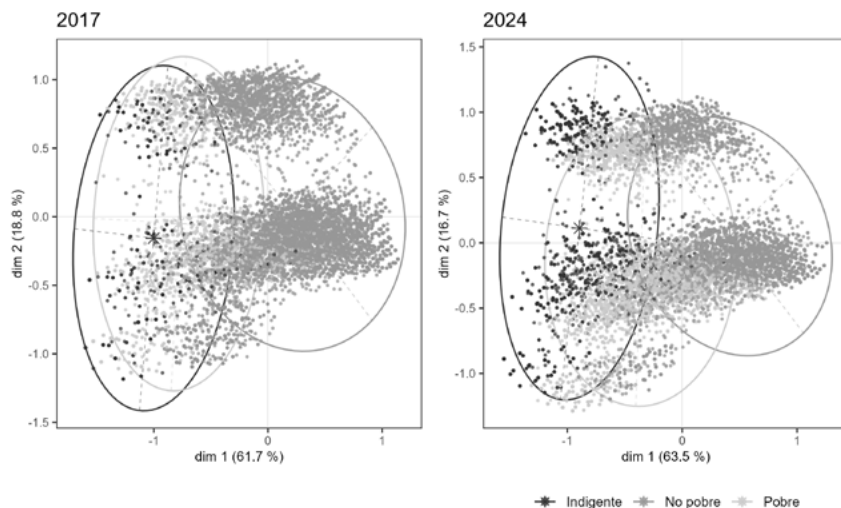 2017
1.0
0.5
0.0
-0.5
-1.0
-1.5
dim 2 (18.8 %)
-1 0 1
dim 1 (61.7 %)
2024
1.5
1.0
0.5
0.0
-0.5
-1.0
dim 2 (16.7 %)
-1 0 1
dim 1 (63.5 %)
Indigente No pobre Pobre